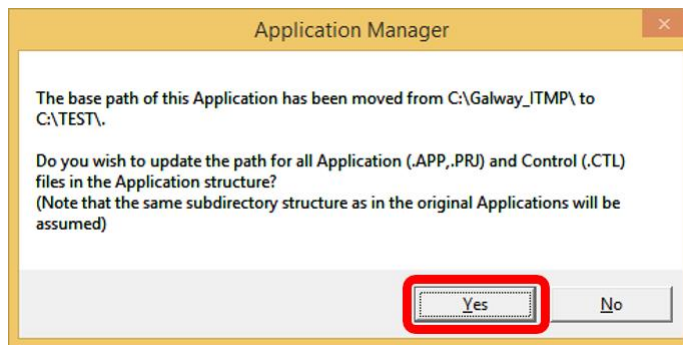 Application Manager
The base path of this Application has been moved from C:\Galway_ITMP\ to
C:\TEST\.
Do you wish to update the path for all Application (.APP,.PRJ) and Control (.CTL)
files in the Application structure?
(Note that the same subdirectory structure as in the original Applications will be
assumed)
Yes
No